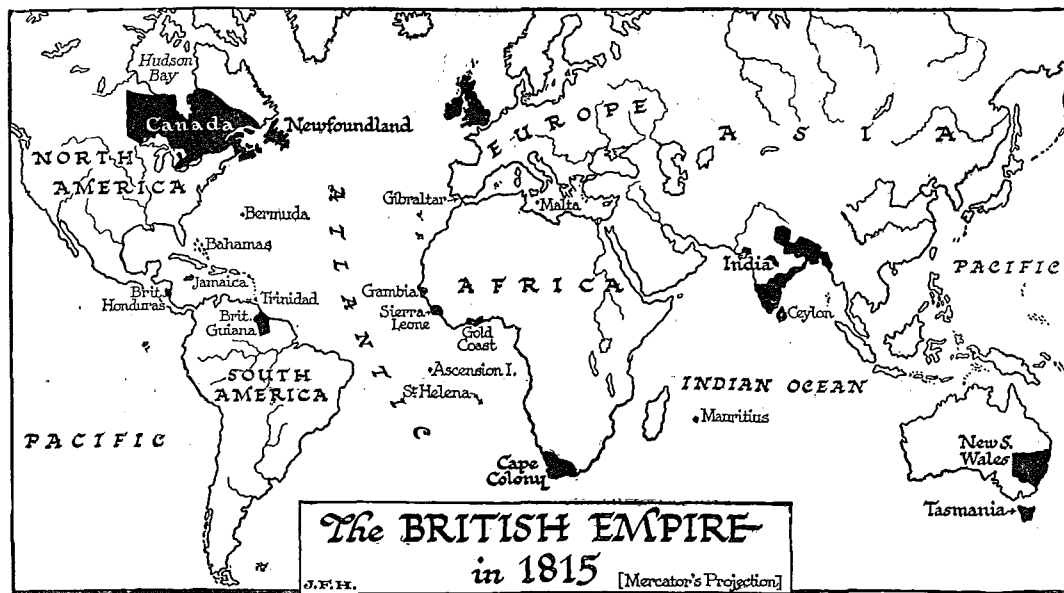 Hudson
Bay
Canada
Newfoundland
NORTH
AMERICA
EUROPE
ASIA
Bermuda
Gibraltar
Malta
Bahamas
ATLANTIC
Jamaica
Brit.
Honduras
Trinidad
Brit.
Guiana
Gambia
Sierra
Leone
AFRICA
Gold
Coast
India
Ceylon
PACIFIC
SOUTH
AMERICA
Ascension I.
St. Helena
INDIAN OCEAN
Mauritius
PACIFIC
Cape
Colony
New S.
Wales
Tasmania
The BRITISH EMPIRE
in 1815
[Mercator's Projection]
J.F.H.